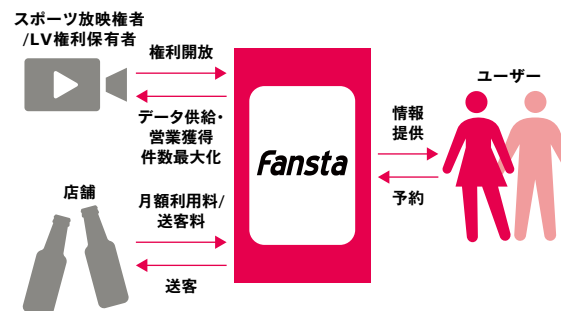 スポーツ放映権者
/LV権利保有者
権利開放
データ供給・
営業獲得
件数最大化
店舗
月額利用料/
送客料
送客
Fansta
情報
提供
予約
ユーザー